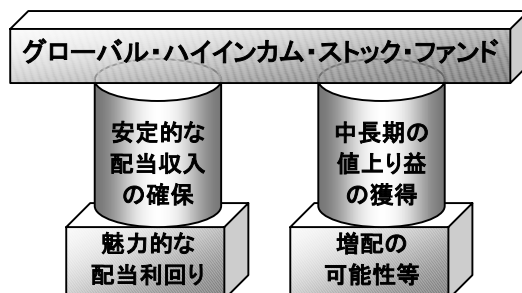 グローバル・ハイインカム・ストック・ファンド
安定的な
配当収入
の確保
中長期の
値上り益
の獲得
魅力的な
配当利回り
増配の
可能性等